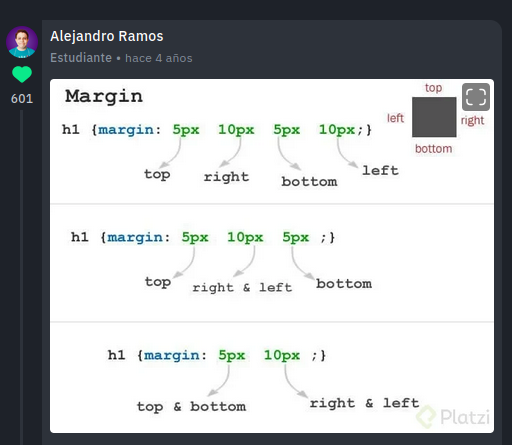 Alejandro Ramos
Estudiante • hace 4 años
601
Margin
top
left
right
bottom
h1 {margin: 5px 10px 5px 10px;}
top right bottom left
h1 {margin: 5px 10px 5px ;}
top right & left bottom
h1 {margin: 5px 10px ;}
top & bottom right & left
Platzi